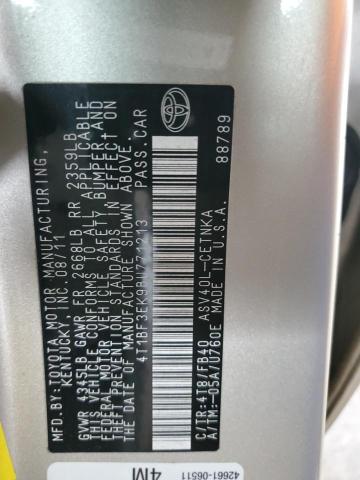 MFD.BY:TOYOTA MOTOR MANUFACTURING,
KENTUCKY, INC. 08/11
GVWR 4345LB GAWR FR 2668LB RR 2359LB
THIS VEHICLE CONFORMS TO ALL APPLICABLE
FEDERAL MOTOR VEHICLE SAFETY, BUMPER, AND
THEFT PREVENTION STANDARDS IN EFFECT ON
THE DATE OF MANUFACTURE SHOWN ABOVE.
PASS.CAR
C/TR:4T8/FB40 ASV40L-CETNKA
A/TM:-05A/U760E MADE IN U.S.A. 88789
42661-06511
4M